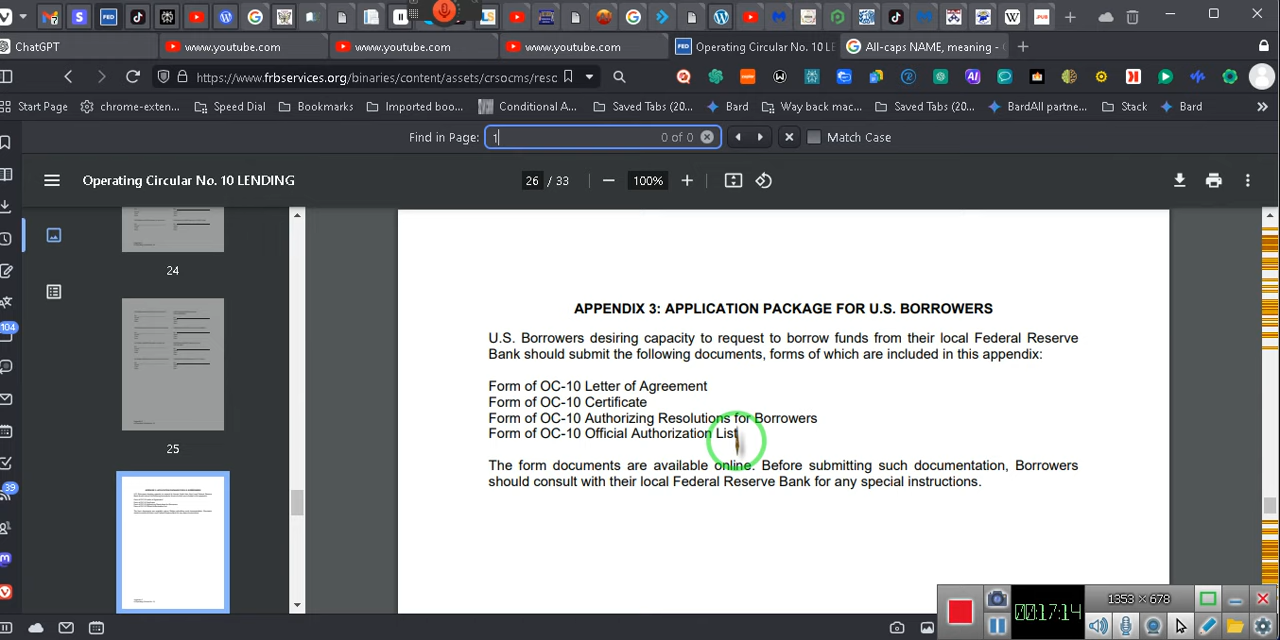 ChatGPT
www.youtube.com
www.youtube.com
www.youtube.com
Operating Circular No. 10 LE
All-caps NAME, meaning -
https://www.frbservices.org/binaries/content/assets/crsocms/resc
Start Page
chrome-exten...
Speed Dial
Bookmarks
Imported boo...
Conditional A...
Saved Tabs (20...
Bard
Way back mac...
Saved Tabs (20...
BardAll partne...
Stack
Bard
Find in Page:
1
0 of 0
Match Case
Operating Circular No. 10 LENDING
26 / 33
100%
24
25
104
39
APPENDIX 3: APPLICATION PACKAGE FOR U.S. BORROWERS
U.S. Borrowers desiring capacity to request to borrow funds from their local Federal Reserve
Bank should submit the following documents, forms of which are included in this appendix:
Form of OC-10 Letter of Agreement
Form of OC-10 Certificate
Form of OC-10 Authorizing Resolutions for Borrowers
Form of OC-10 Official Authorization List
The form documents are available online. Before submitting such documentation, Borrowers
should consult with their local Federal Reserve Bank for any special instructions.
00:17:14
1353 × 678